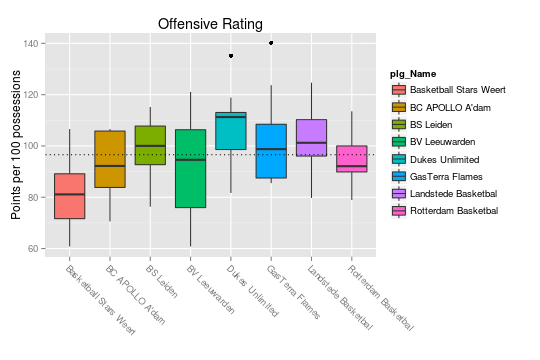 Offensive Rating
Points per 100 possessions
140
120
100
80
60
Basketball Stars Weert
BC APOLLO A'dam
BS Leiden
BV Leeuwarden
Dukes Unlimited
GasTerra Flames
Landstede Basketbal
Rotterdam Basketbal
plg_Name
Basketball Stars Weert
BC APOLLO A'dam
BS Leiden
BV Leeuwarden
Dukes Unlimited
GasTerra Flames
Landstede Basketbal
Rotterdam Basketbal